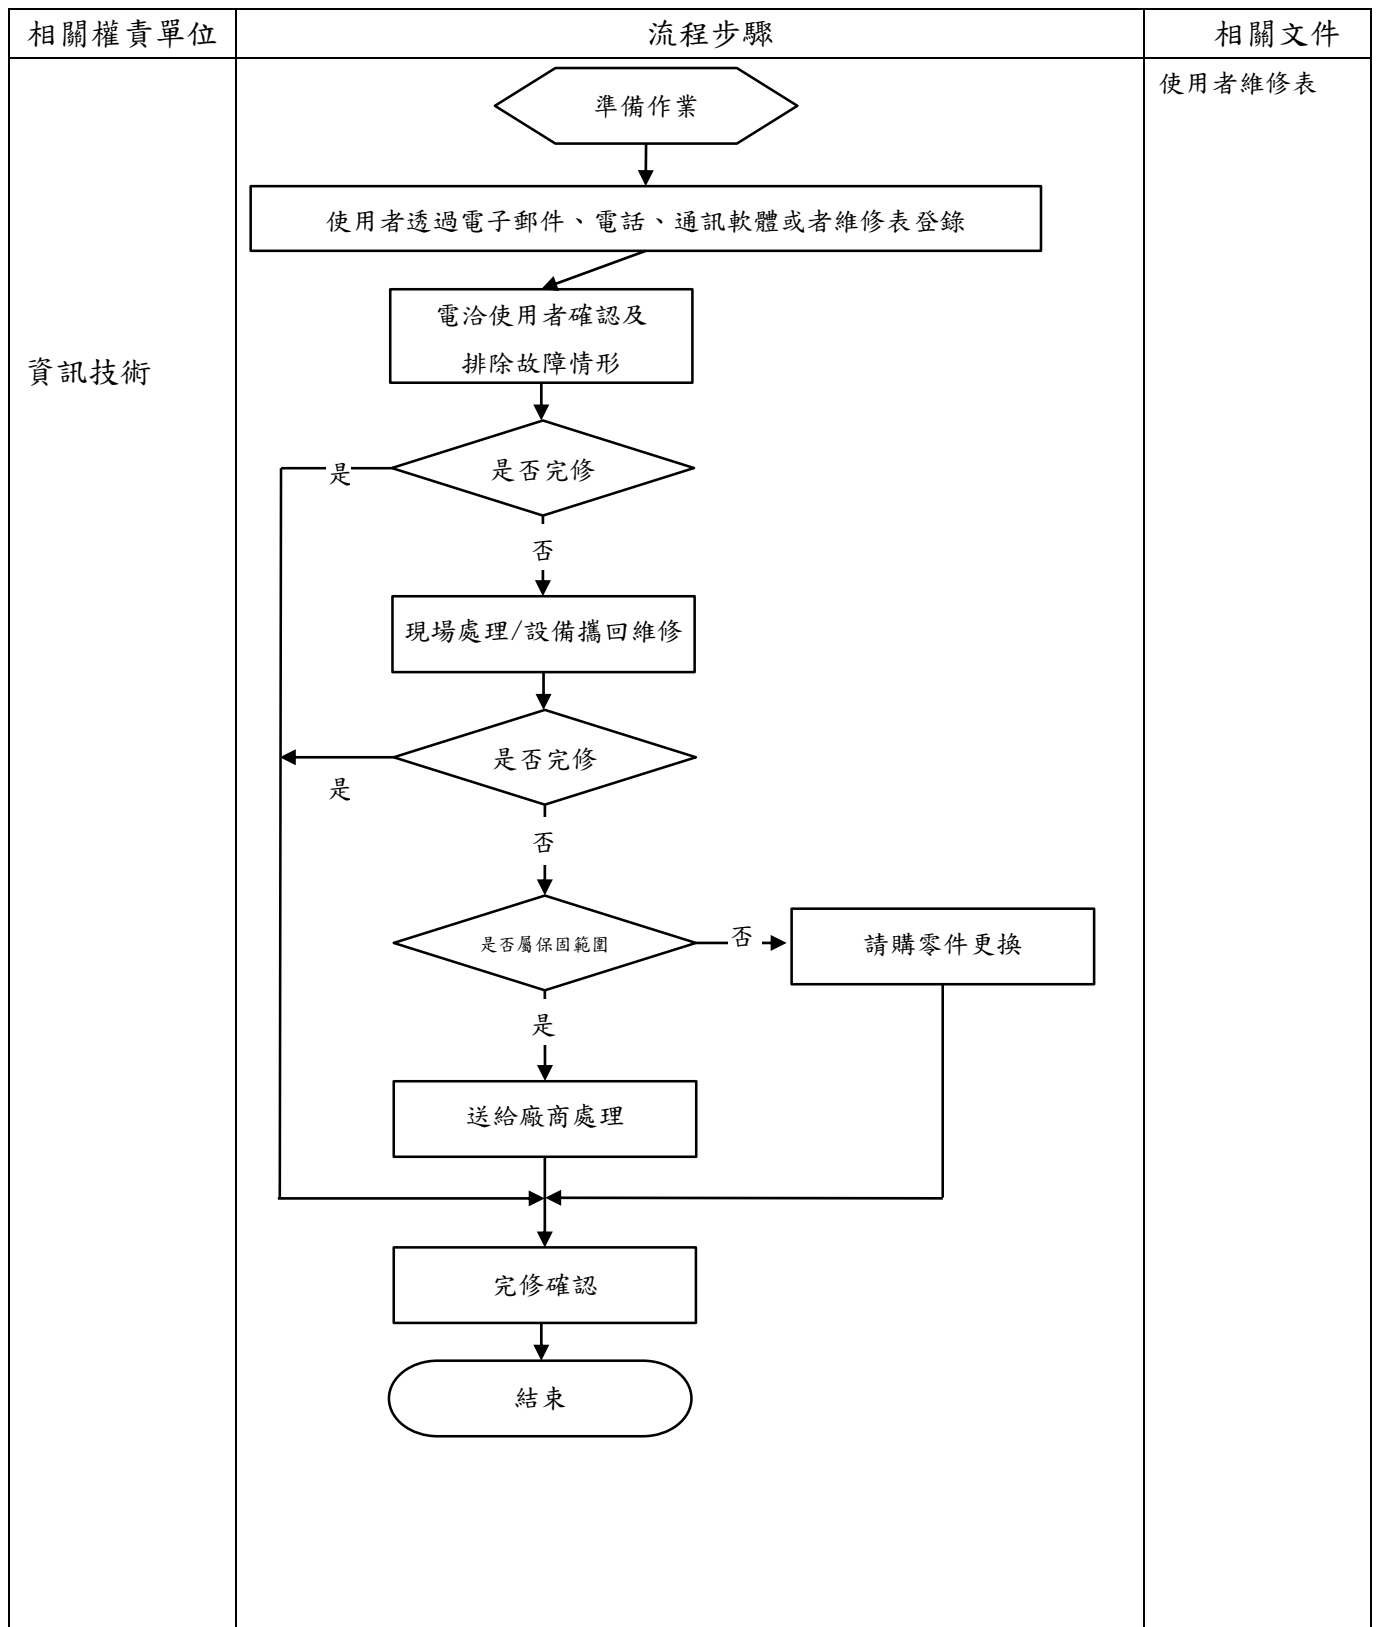 相關權責單位
流程步驟
相關文件
資訊技術
準備作業
使用者透過電子郵件、電話、通訊軟體或者維修表登錄
電洽使用者確認及
排除故障情形
是否完修
是
否
現場處理/設備攜回維修
是否完修
是
否
是否屬保固範圍
否
請購零件更換
是
送給廠商處理
完修確認
結束
使用者維修表